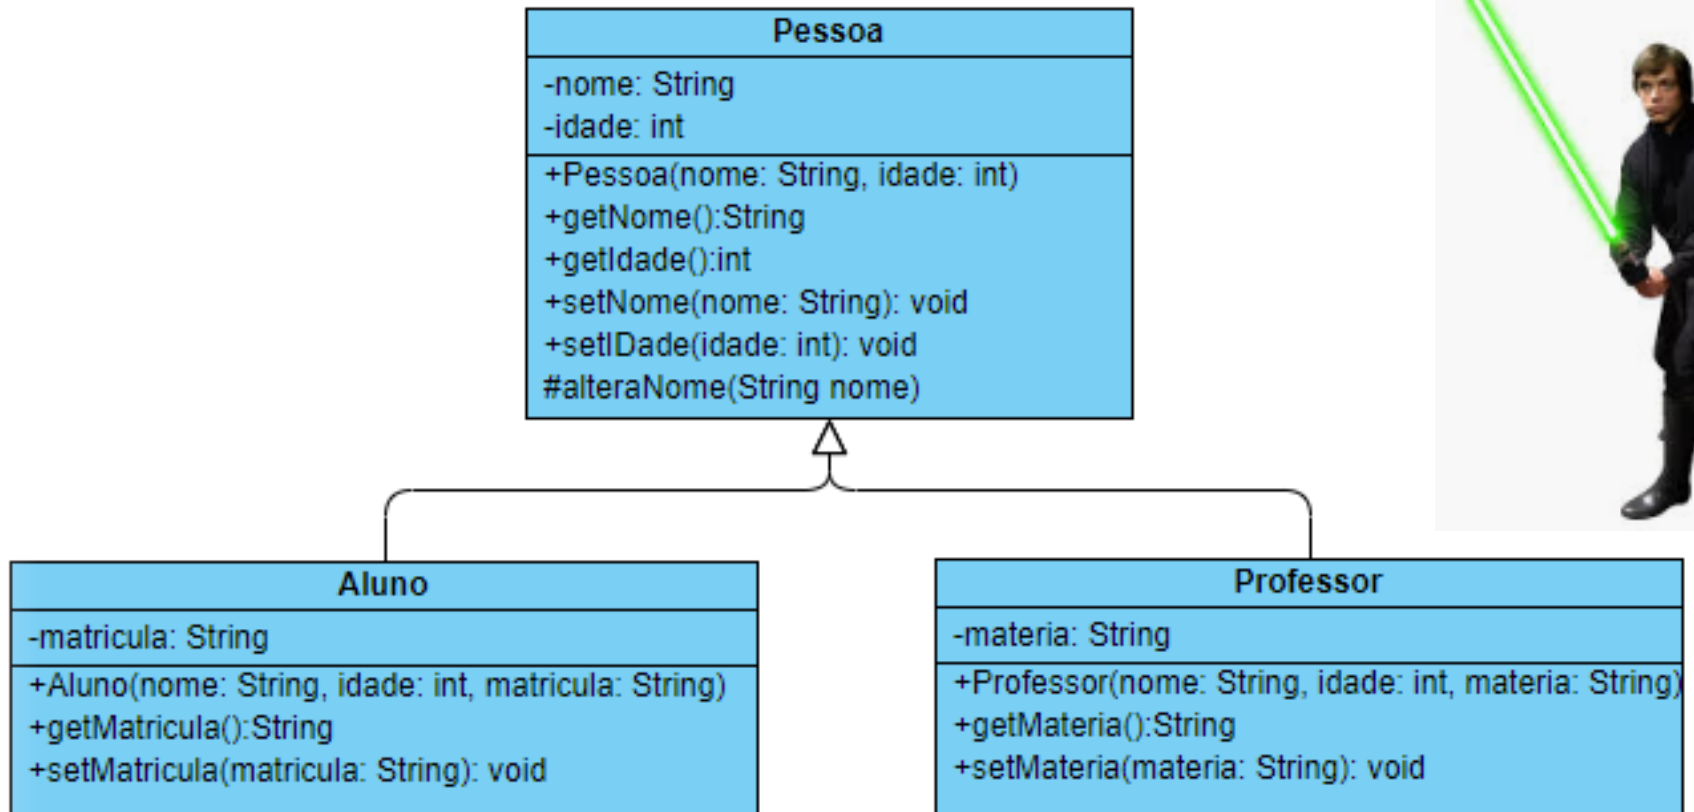 Pessoa
-nome: String
-idade: int
+Pessoa(nome: String, idade: int)
+getNome():String
+getIdade():int
+setNome(nome: String): void
+setIDade(idade: int): void
#alteraNome(String nome)
Aluno
-matricula: String
+Aluno(nome: String, idade: int, matricula: String)
+getMatricula():String
+setMatricula(matricula: String): void
Professor
-materia: String
+Professor(nome: String, idade: int, materia: String)
+getMateria():String
+setMateria(materia: String): void